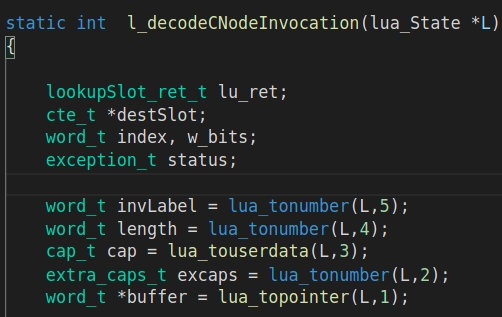 static int  l_decodeCNodeInvocation(lua_State *L)
{
lookupSlot_ret_t lu_ret;
cte_t *destSlot;
word_t index, w_bits;
exception_t status;
word_t invLabel = lua_tonumber(L,5);
word_t length = lua_tonumber(L,4);
cap_t cap = lua_touserdata(L,3);
extra_caps_t excaps = lua_tonumber(L,2);
word_t *buffer = lua_topointer(L,1);